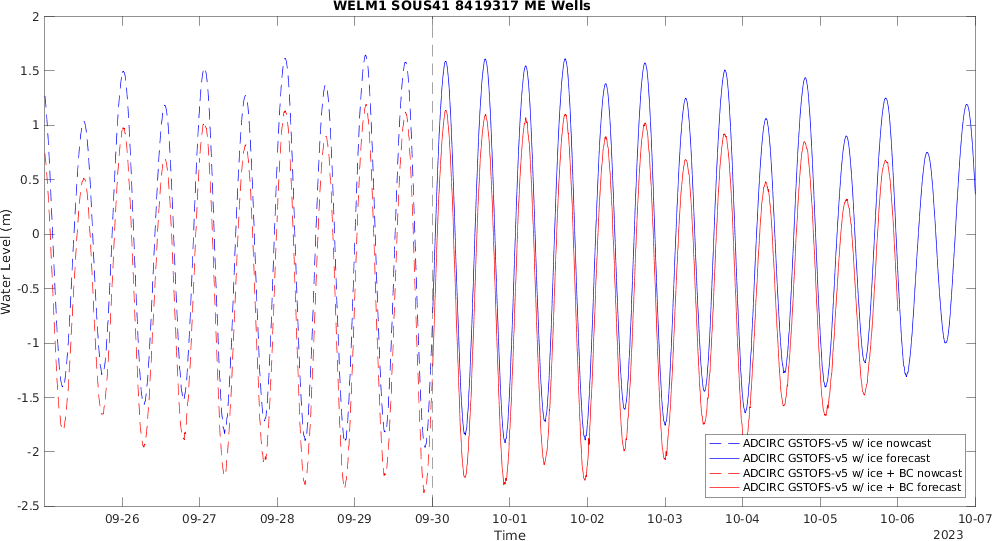 WELM1 SOUS41 8419317 ME Wells
2
1.5
1
0.5
0
-0.5
-1
-1.5
-2
-2.5
Water Level (m)
ADCIRC GSTOFS-v5 w/ ice nowcast
ADCIRC GSTOFS-v5 w/ ice forecast
ADCIRC GSTOFS-v5 w/ ice + BC nowcast
ADCIRC GSTOFS-v5 w/ ice + BC forecast
09-26 09-27 09-28 09-29 09-30 10-01 10-02 10-03 10-04 10-05 10-06 10-07
Time
2023